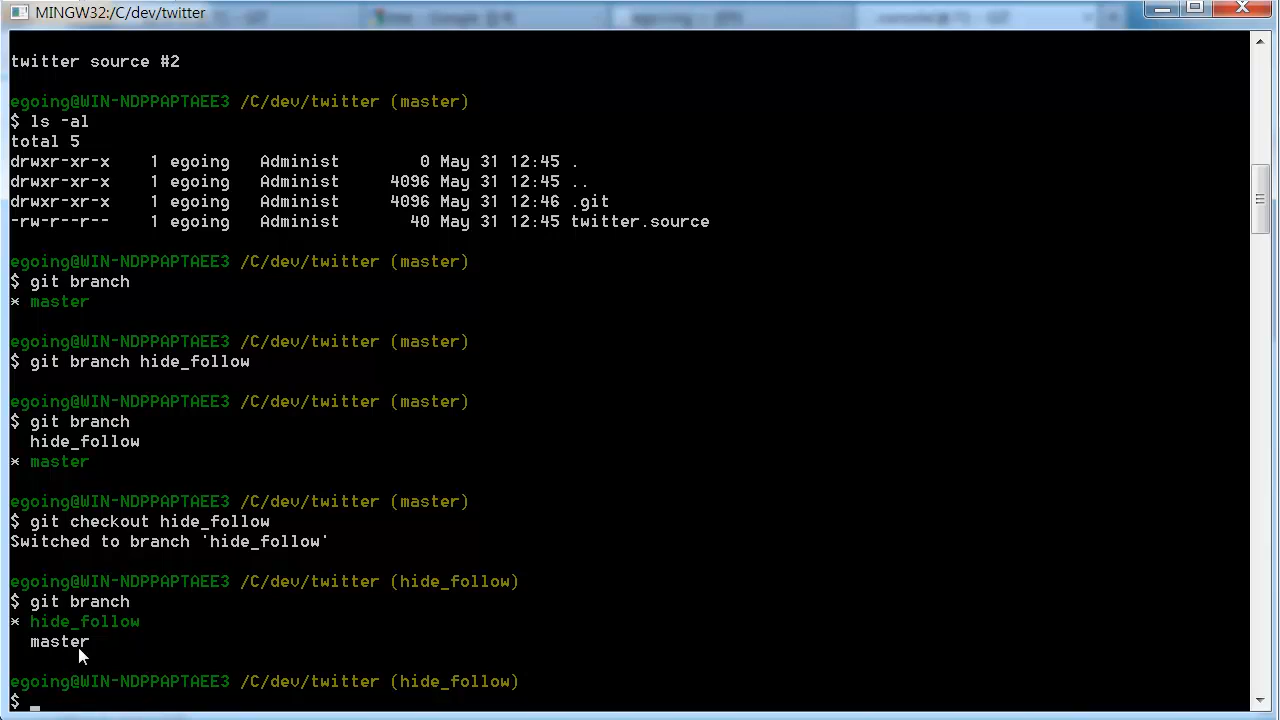 MINGW32:/C/dev/twitter
twitter source #2
egoing@WIN-NDPPAPTAEE3 /C/dev/twitter (master)
$ ls -al
total 5
drwxr-xr-x    1 egoing   Administ        0 May 31 12:45 .
drwxr-xr-x    1 egoing   Administ     4096 May 31 12:45 ..
drwxr-xr-x    1 egoing   Administ     4096 May 31 12:46 .git
-rw-r--r--    1 egoing   Administ       40 May 31 12:45 twitter.source
egoing@WIN-NDPPAPTAEE3 /C/dev/twitter (master)
$ git branch
* master
egoing@WIN-NDPPAPTAEE3 /C/dev/twitter (master)
$ git branch hide_follow
egoing@WIN-NDPPAPTAEE3 /C/dev/twitter (master)
$ git branch
  hide_follow
* master
egoing@WIN-NDPPAPTAEE3 /C/dev/twitter (master)
$ git checkout hide_follow
Switched to branch 'hide_follow'
egoing@WIN-NDPPAPTAEE3 /C/dev/twitter (hide_follow)
$ git branch
* hide_follow
  master
egoing@WIN-NDPPAPTAEE3 /C/dev/twitter (hide_follow)
$